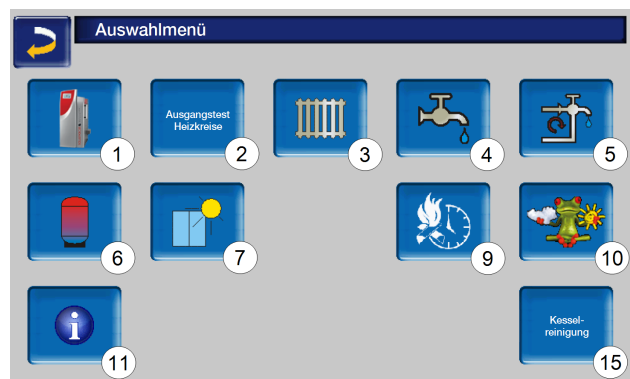 Auswahlmenü
Ausgangstest
Heizkreise
1
2
3
4
5
6
7
9
10
i
11
Kessel-
reinigung
15